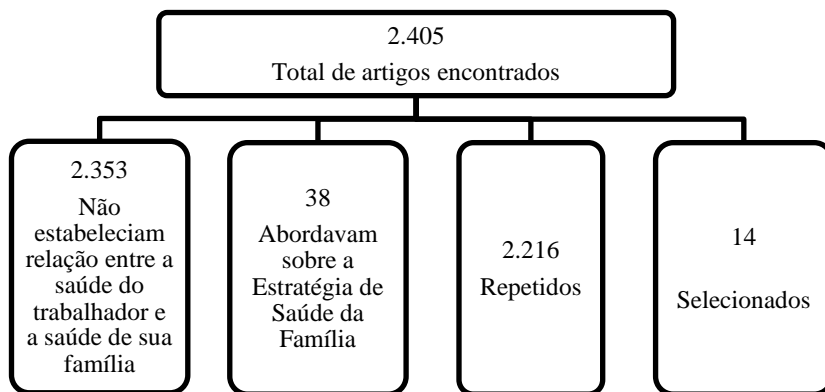 2.405
Total de artigos encontrados
2.353
Não
estabeleciam
relação entre a
saúde do
trabalhador e
a saúde de sua
família
38
Abordavam
sobre a
Estratégia de
Saúde da
Família
2.216
Repetidos
14
Selecionados